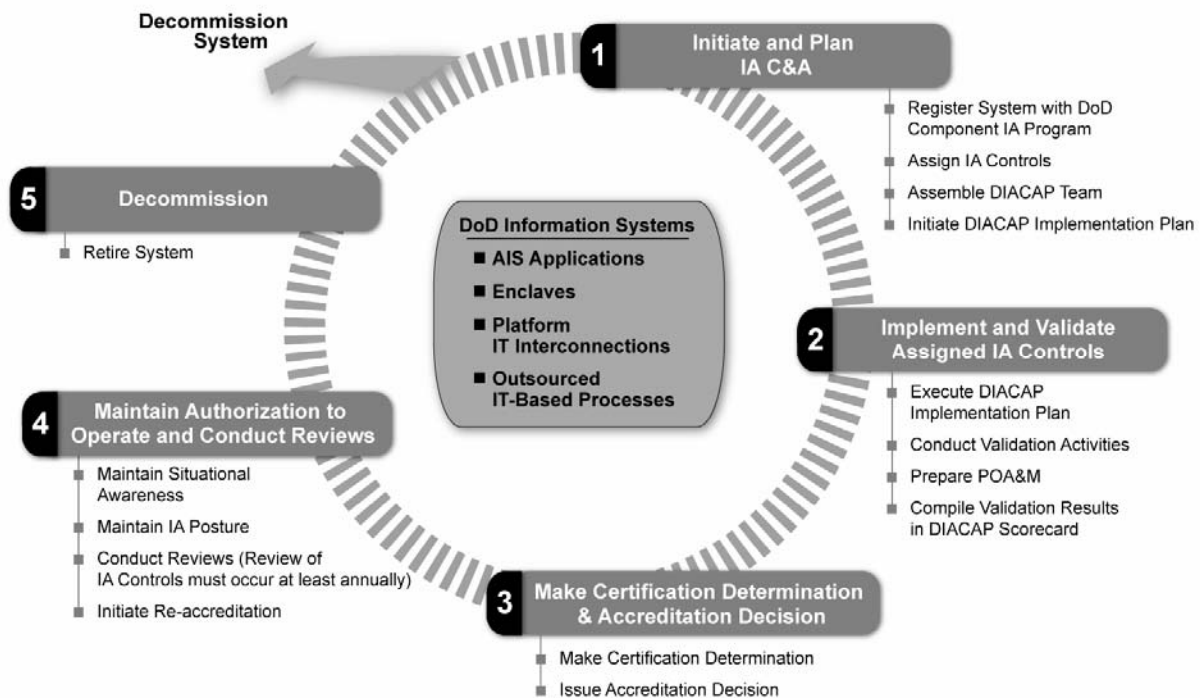 Decommission
System
1
Initiate and Plan
IA C&A
Register System with DoD
Component IA Program
Assign IA Controls
Assemble DIACAP Team
Initiate DIACAP Implementation Plan
2
Implement and Validate
Assigned IA Controls
Execute DIACAP
Implementation Plan
Conduct Validation Activities
Prepare POA&M
Compile Validation Results
in DIACAP Scorecard
3
Make Certification Determination
& Accreditation Decision
Make Certification Determination
Issue Accreditation Decision
4
Maintain Authorization to
Operate and Conduct Reviews
Maintain Situational
Awareness
Maintain IA Posture
Conduct Reviews (Review of
IA Controls must occur at least annually)
Initiate Re-accreditation
5
Decommission
Retire System
DoD Information Systems
AIS Applications
Enclaves
Platform
IT Interconnections
Outsourced
IT-Based Processes